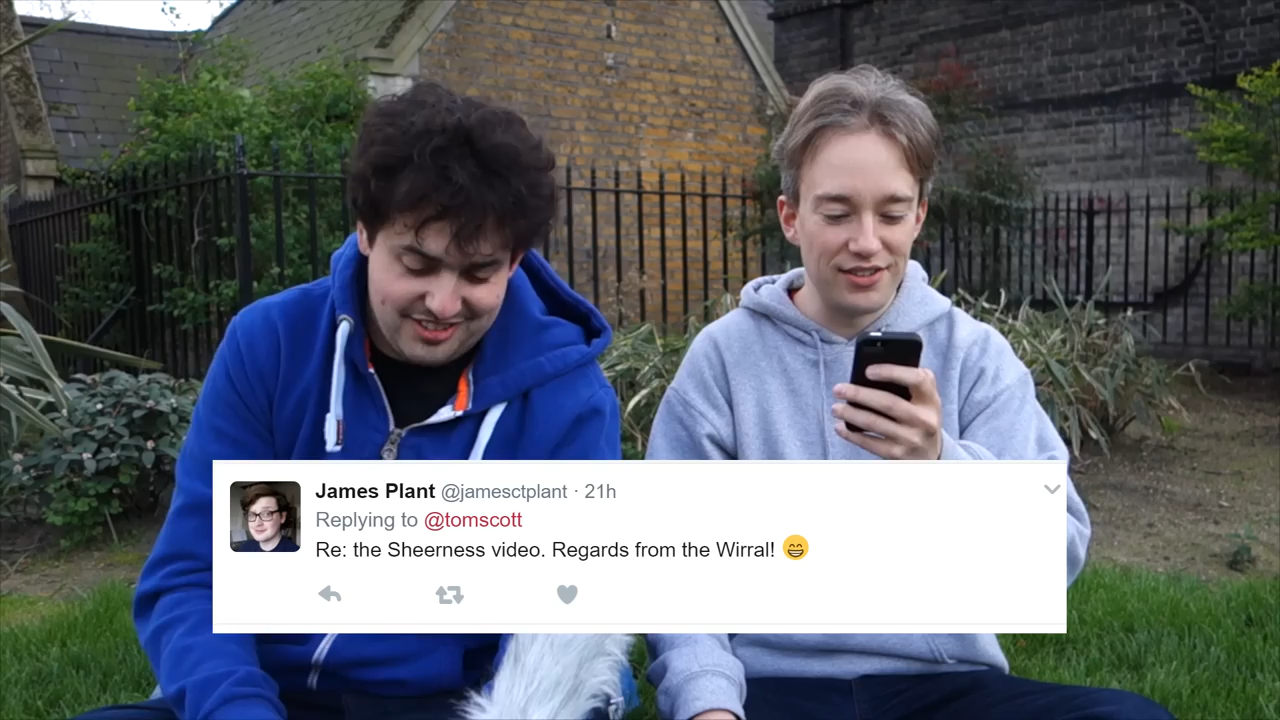 James Plant @jamesctplant · 21h
Replying to @tomscott
Re: the Sheerness video. Regards from the Wirral! 😁